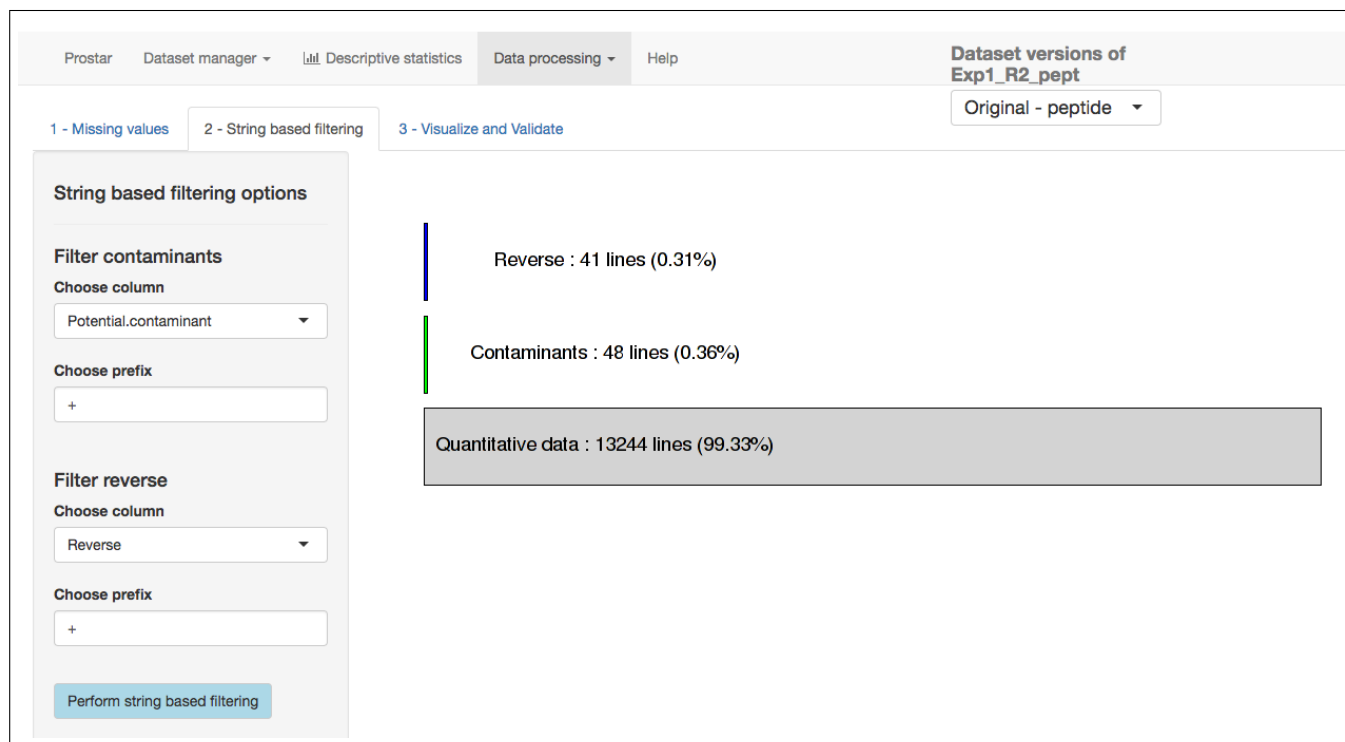 Prostar Dataset manager Descriptive statistics Data processing Help
Dataset versions of
Exp1_R2_pept
Original - peptide
1 - Missing values 2 - String based filtering 3 - Visualize and Validate
String based filtering options
Filter contaminants
Choose column
Potential.contaminant
Choose prefix
+
Filter reverse
Choose column
Reverse
Choose prefix
+
Perform string based filtering
Reverse : 41 lines (0.31%)
Contaminants : 48 lines (0.36%)
Quantitative data : 13244 lines (99.33%)